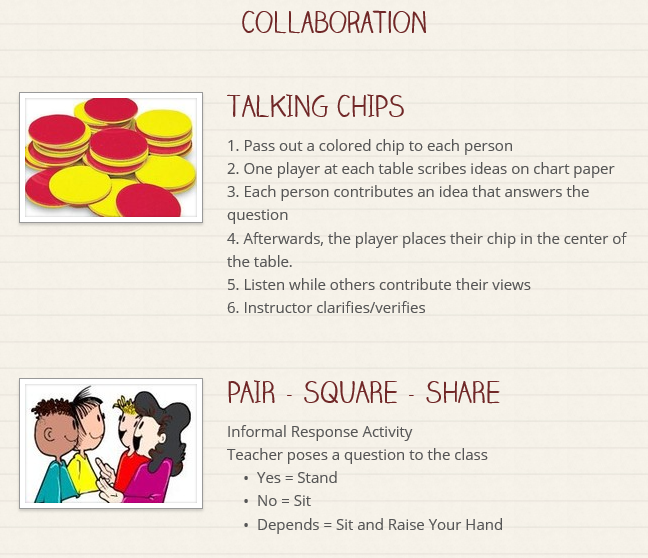 COLLABORATION
TALKING CHIPS
1. Pass out a colored chip to each person
2. One player at each table scribes ideas on chart paper
3. Each person contributes an idea that answers the
question
4. Afterwards, the player places their chip in the center of
the table.
5. Listen while others contribute their views
6. Instructor clarifies/verifies
PAIR - SQUARE - SHARE
Informal Response Activity
Teacher poses a question to the class
• Yes = Stand
• No = Sit
• Depends = Sit and Raise Your Hand